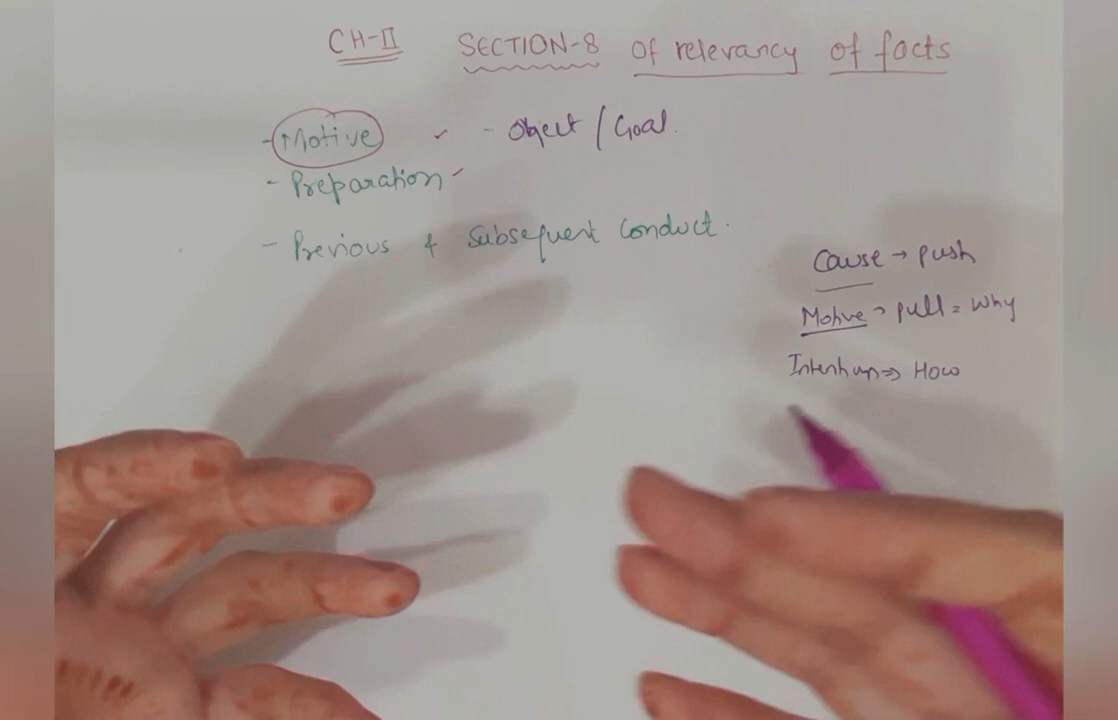 CH-II SECTION-8 Of relevancy of facts
- Motive ✓ - Object / Goal.
- Preparation ✓
- Previous & Subsequent Conduct.
Cause → push
Motive → pull = Why
Intention ⇒ How